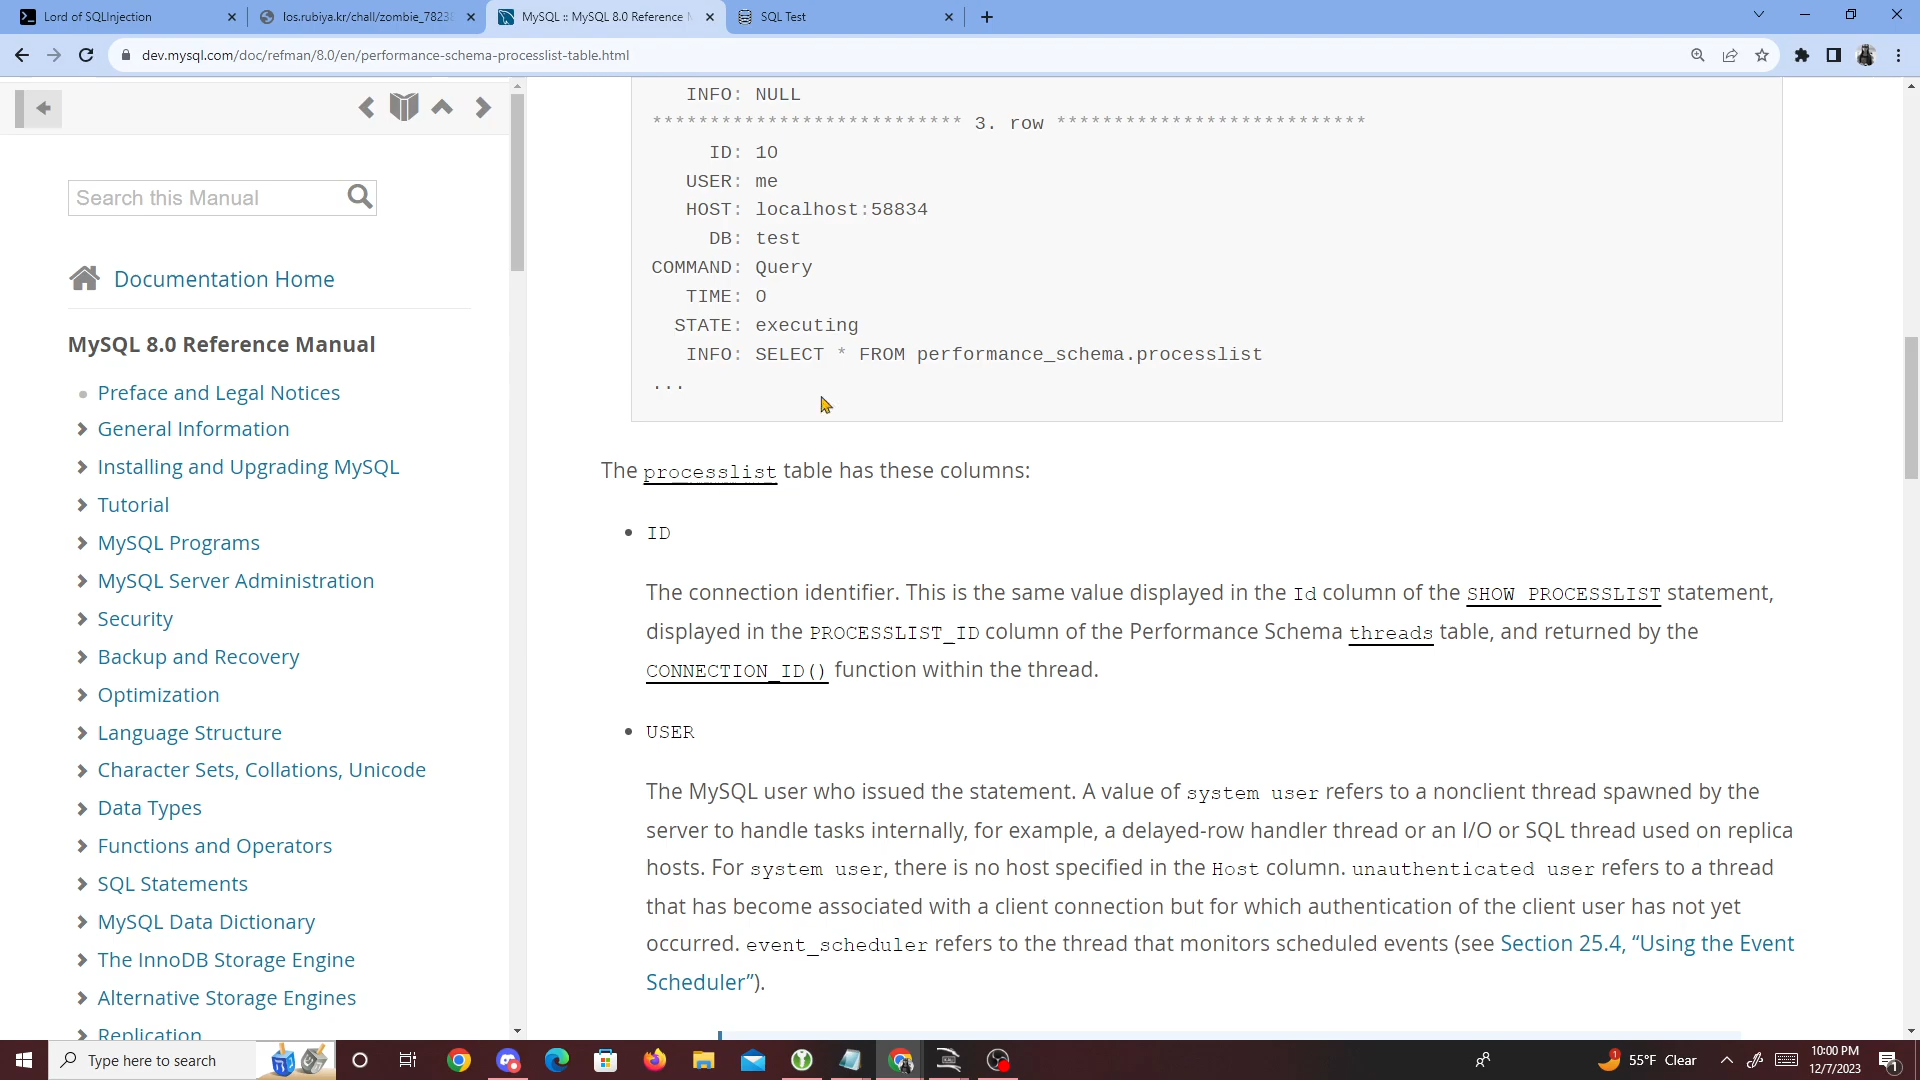 Lord of SQLInjection
los.rubiya.kr/chall/zombie_7823
MySQL :: MySQL 8.0 Reference
SQL Test
dev.mysql.com/doc/refman/8.0/en/performance-schema-processlist-table.html
Search this Manual
Documentation Home
MySQL 8.0 Reference Manual
Preface and Legal Notices
General Information
Installing and Upgrading MySQL
Tutorial
MySQL Programs
MySQL Server Administration
Security
Backup and Recovery
Optimization
Language Structure
Character Sets, Collations, Unicode
Data Types
Functions and Operators
SQL Statements
MySQL Data Dictionary
The InnoDB Storage Engine
Alternative Storage Engines
Replication
INFO: NULL
*************************** 3. row ***************************
ID: 10
USER: me
HOST: localhost:58834
DB: test
COMMAND: Query
TIME: 0
STATE: executing
INFO: SELECT * FROM performance_schema.processlist
...
The processlist table has these columns:
• ID
The connection identifier. This is the same value displayed in the Id column of the SHOW PROCESSLIST statement,
displayed in the PROCESSLIST_ID column of the Performance Schema threads table, and returned by the
CONNECTION_ID() function within the thread.
• USER
The MySQL user who issued the statement. A value of system user refers to a nonclient thread spawned by the
server to handle tasks internally, for example, a delayed-row handler thread or an I/O or SQL thread used on replica
hosts. For system user, there is no host specified in the Host column. unauthenticated user refers to a thread
that has become associated with a client connection but for which authentication of the client user has not yet
occurred. event_scheduler refers to the thread that monitors scheduled events (see Section 25.4, “Using the Event
Scheduler”).
Type here to search
1
55°F Clear
10:00 PM
12/7/2023
1